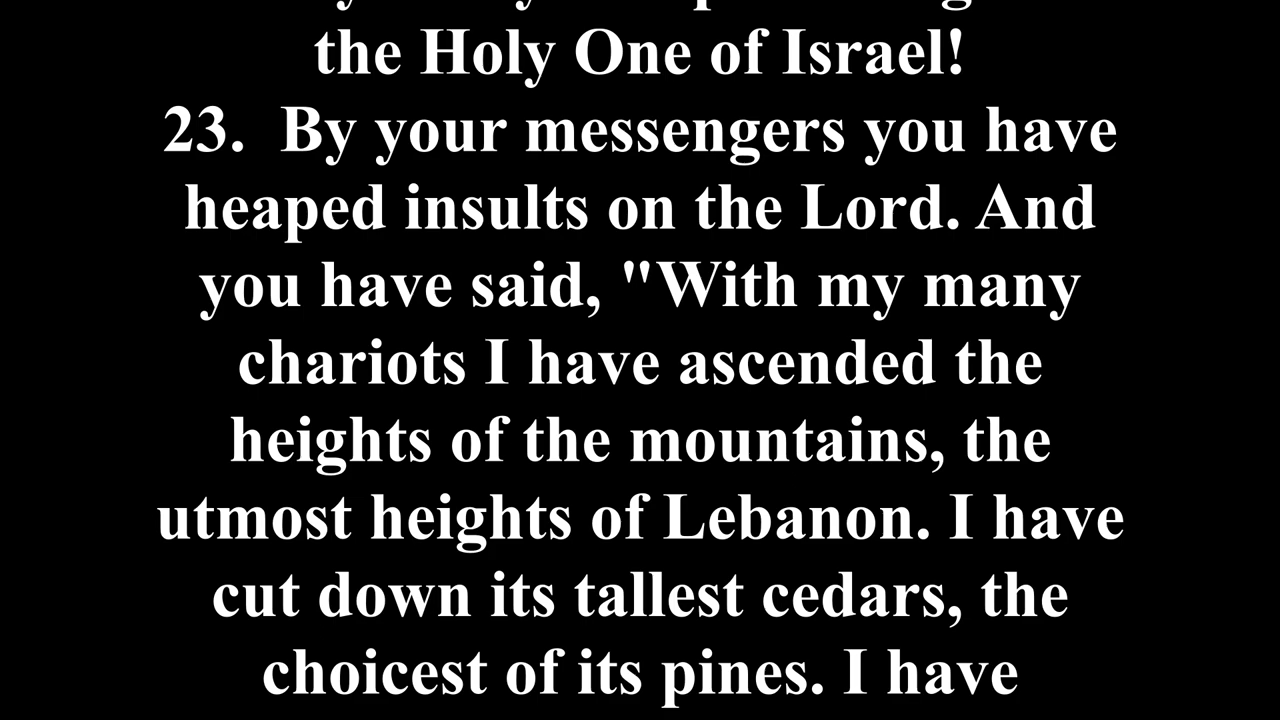 the Holy One of Israel!
23.  By your messengers you have
heaped insults on the Lord. And
you have said, "With my many
chariots I have ascended the
heights of the mountains, the
utmost heights of Lebanon. I have
cut down its tallest cedars, the
choicest of its pines. I have